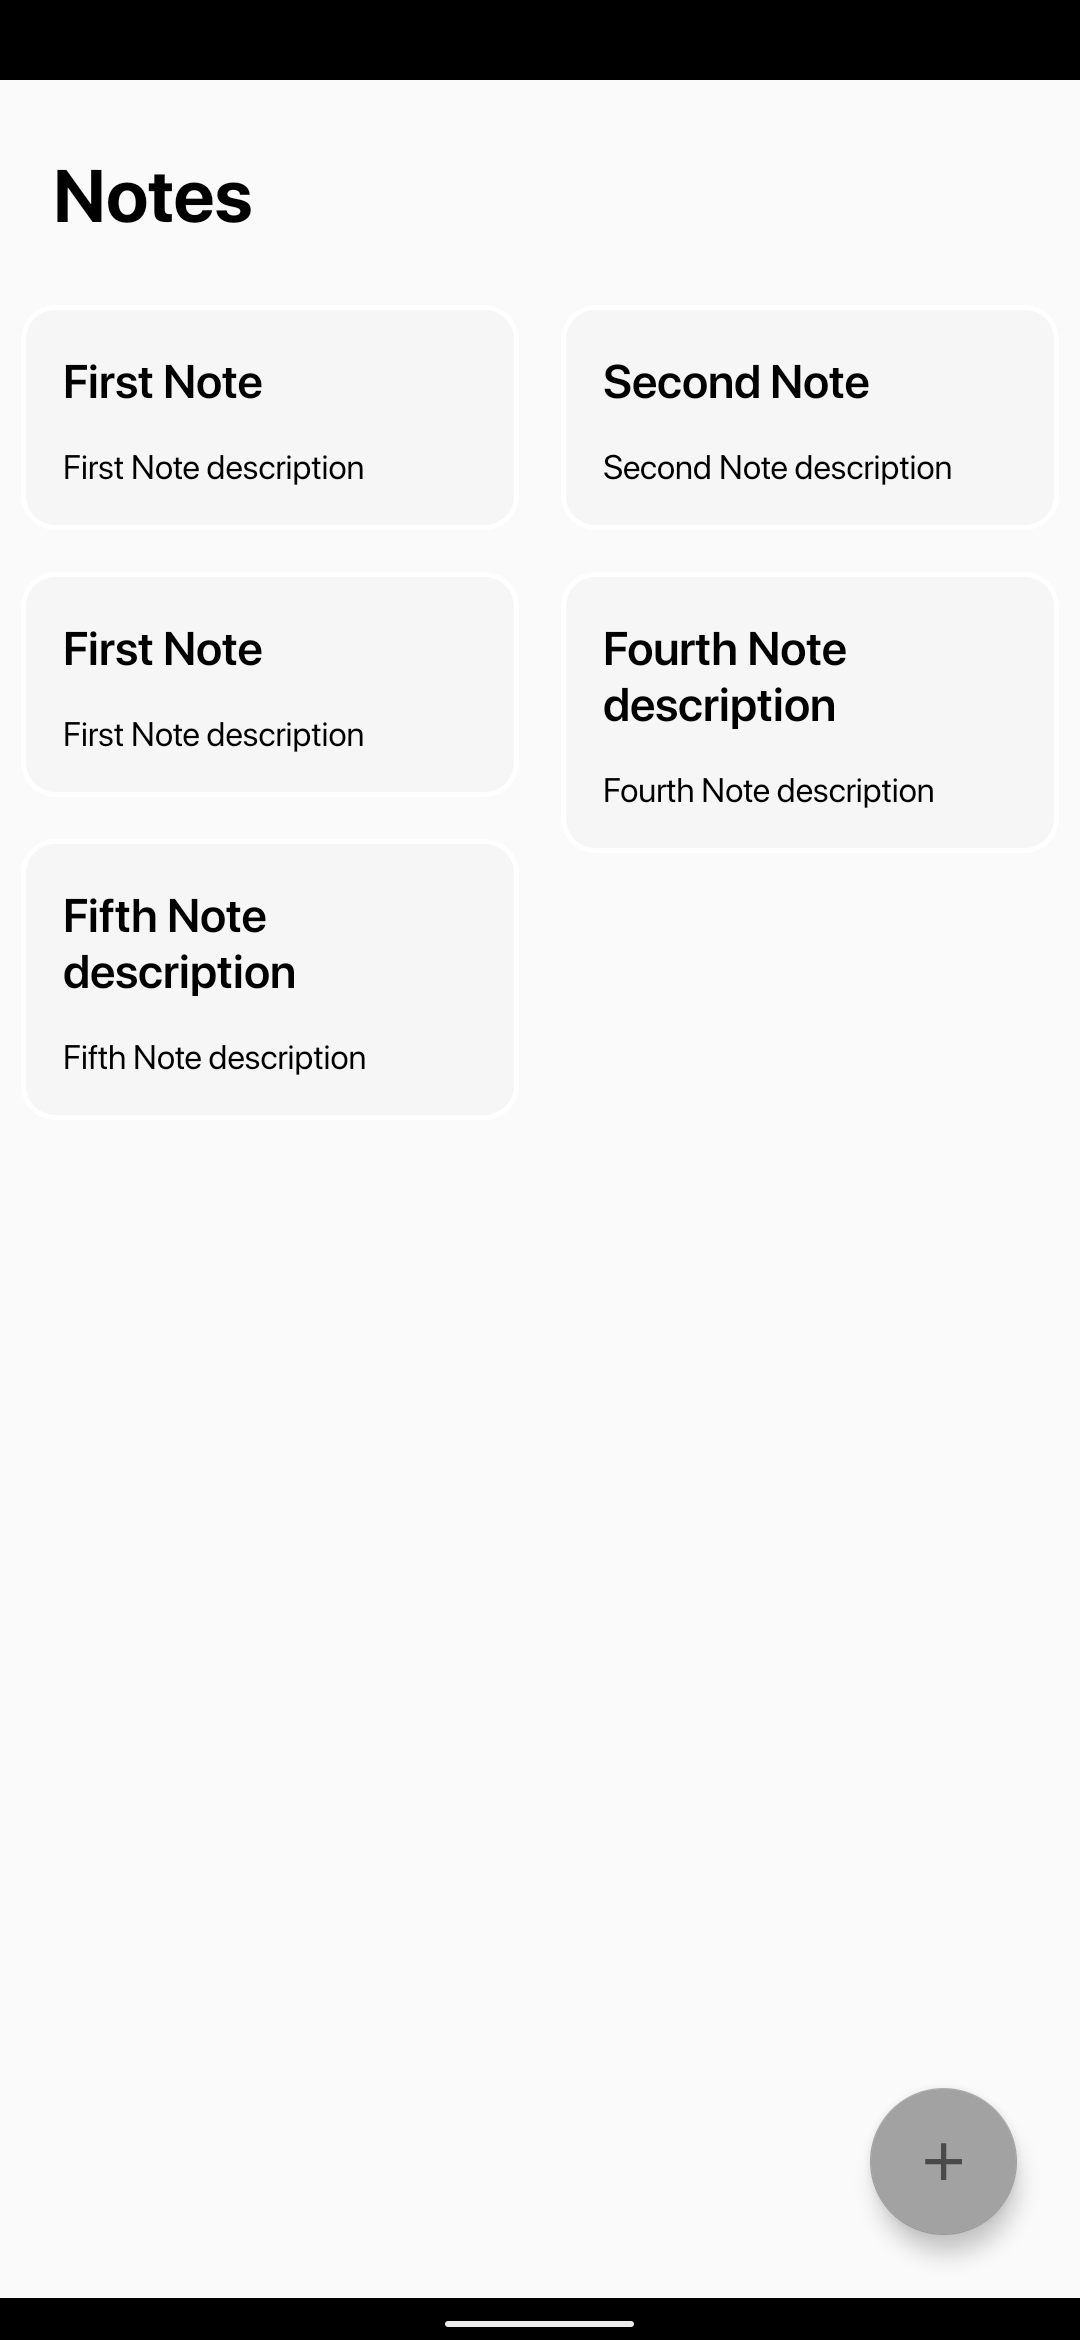 Notes
First Note
First Note description
Second Note
Second Note description
First Note
First Note description
Fourth Note
description
Fourth Note description
Fifth Note
description
Fifth Note description